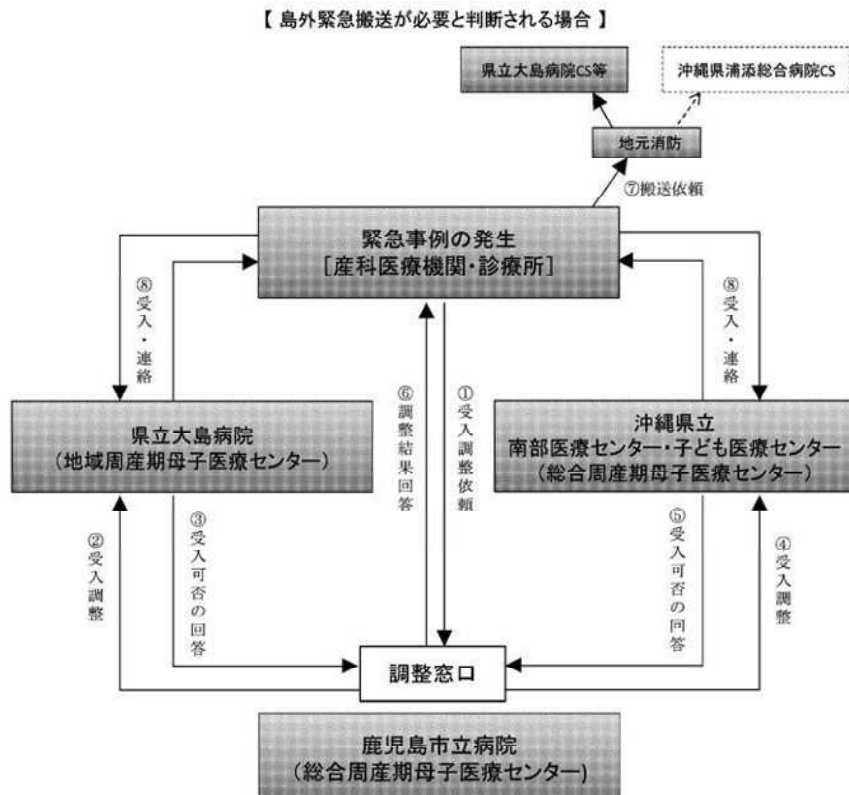 【 島外緊急搬送が必要と判断される場合 】
県立大島病院CS等
沖縄県浦添総合病院CS
地元消防
⑦搬送依頼
緊急事例の発生
［産科医療機関・診療所］
⑧受入・連絡
⑧受入・連絡
⑥調整結果回答
①受入調整依頼
県立大島病院
（地域周産期母子医療センター）
沖縄県立
南部医療センター・子ども医療センター
（総合周産期母子医療センター）
②受入調整
③受入可否の回答
⑤受入可否の回答
④受入調整
調整窓口
鹿児島市立病院
（総合周産期母子医療センター)